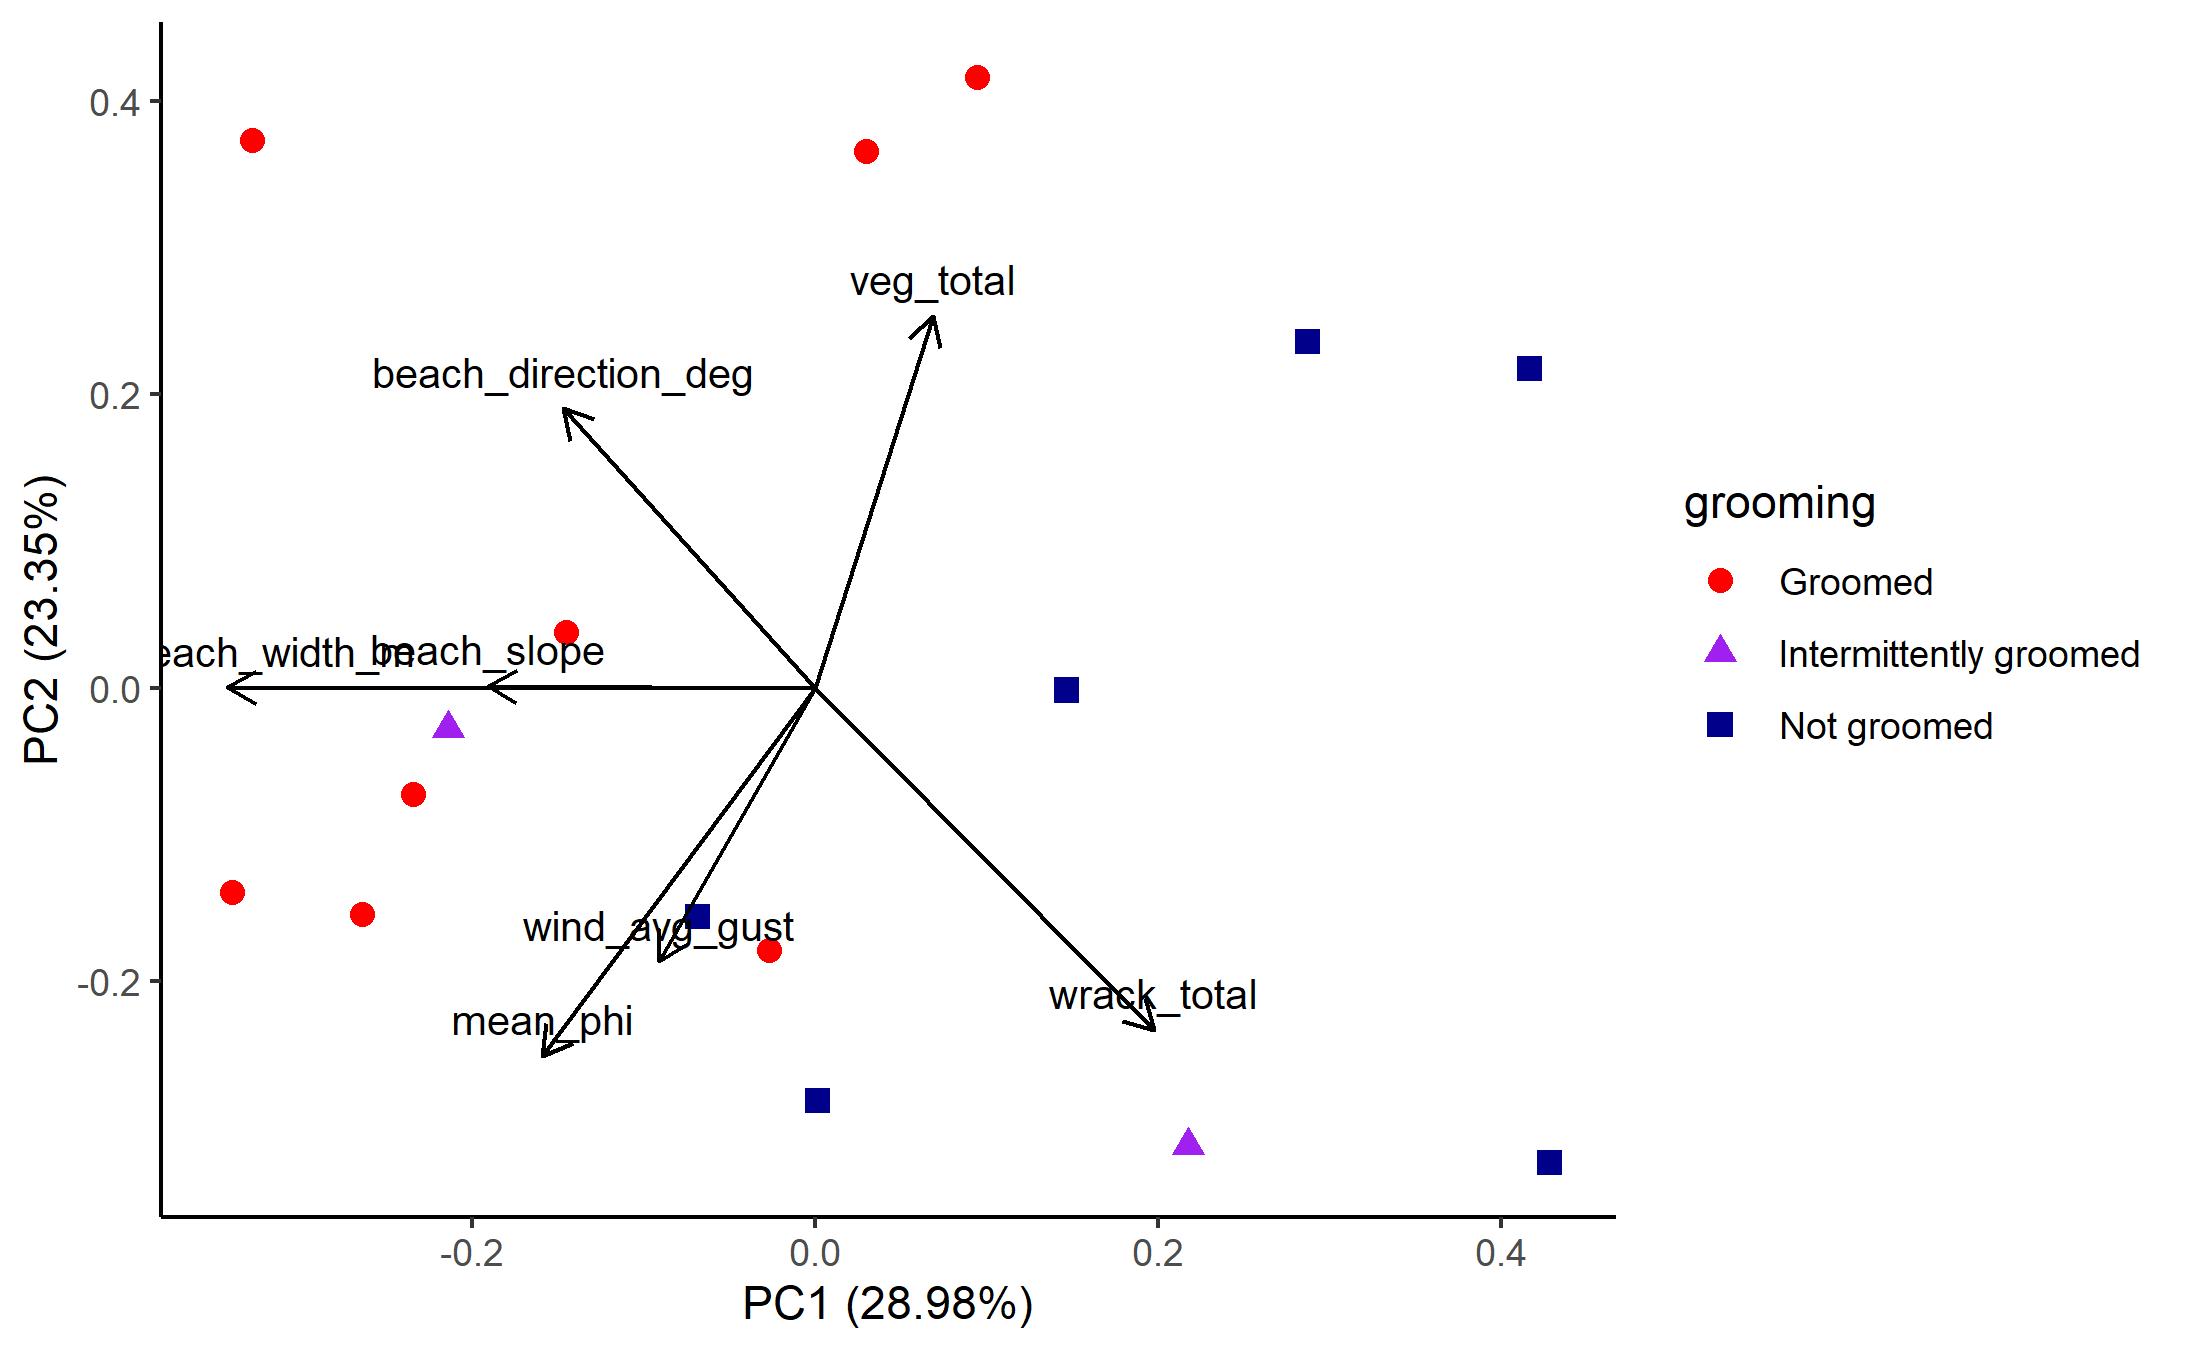 0.4
0.2
0.0
-0.2
PC2 (23.35%)
veg_total
beach_direction_deg
each_width_m
beach_slope
wind_avg_gust
mean_phi
wrack_total
-0.2
0.0
0.2
0.4
PC1 (28.98%)
grooming
Groomed
Intermittently groomed
Not groomed